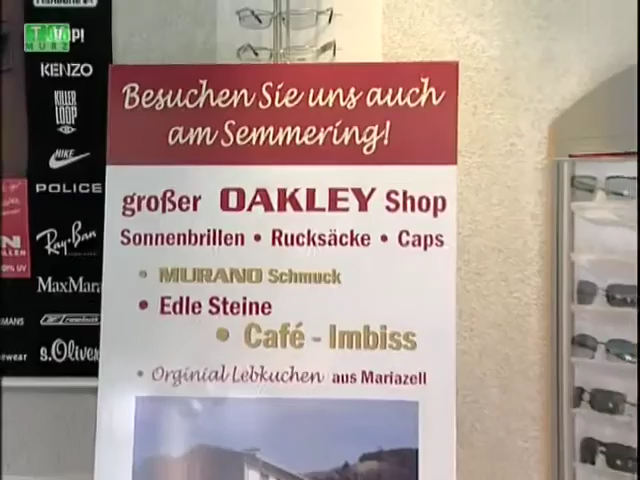 KENZO
KILLER
LOOP
NIKE
POLICE
Ray-Ban
MaxMara
s.Oliver
Besuchen Sie uns auch
am Semmering!
großer OAKLEY Shop
Sonnenbrillen • Rucksäcke • Caps
• MURANO Schmuck
• Edle Steine
• Café - Imbiss
• Orginial Lebkuchen aus Mariazell